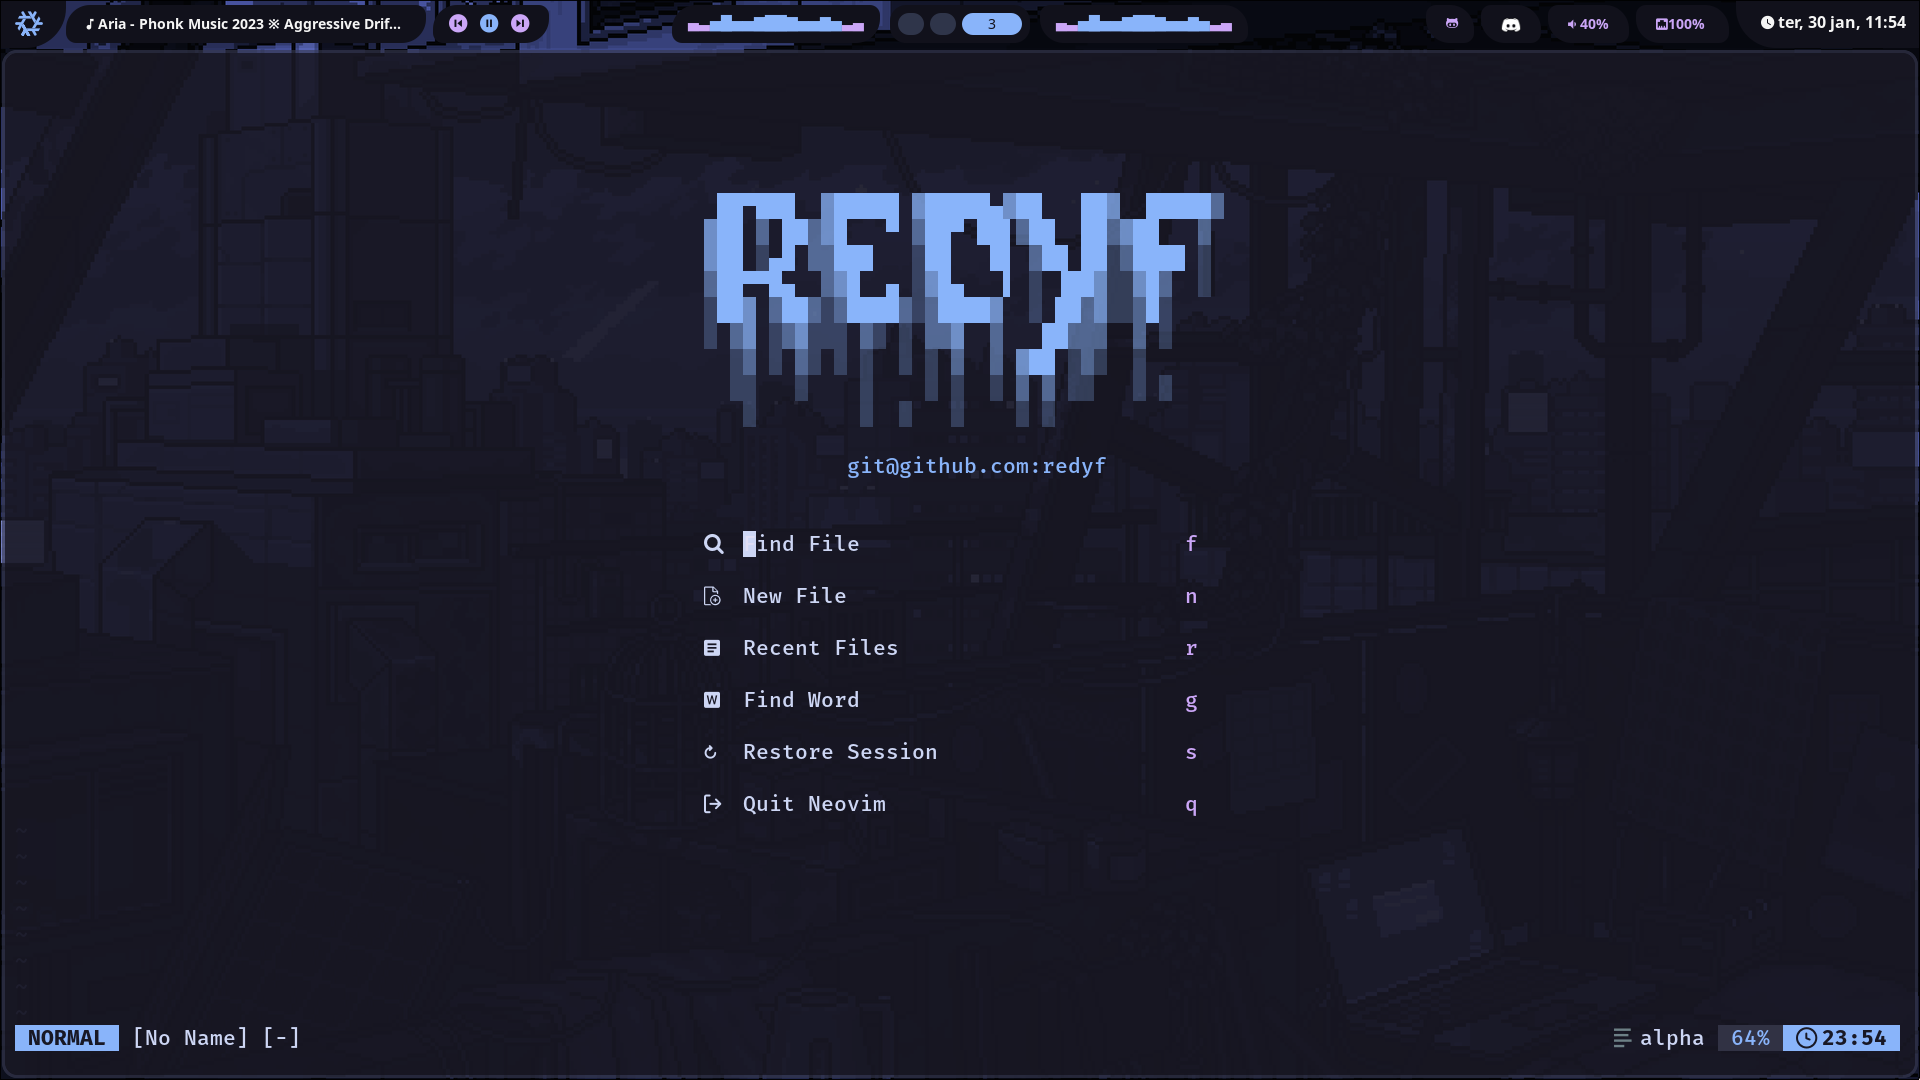 ♪ Aria - Phonk Music 2023 ※ Aggressive Drif...
3
40%
100%
ter, 30 jan, 11:54
REDYF
git@github.com:redyf
Find File f
New File n
Recent Files r
Find Word g
Restore Session s
Quit Neovim q
~
~
~
~
~
~
~
~
NORMAL [No Name] [-]
alpha 64% 23:54